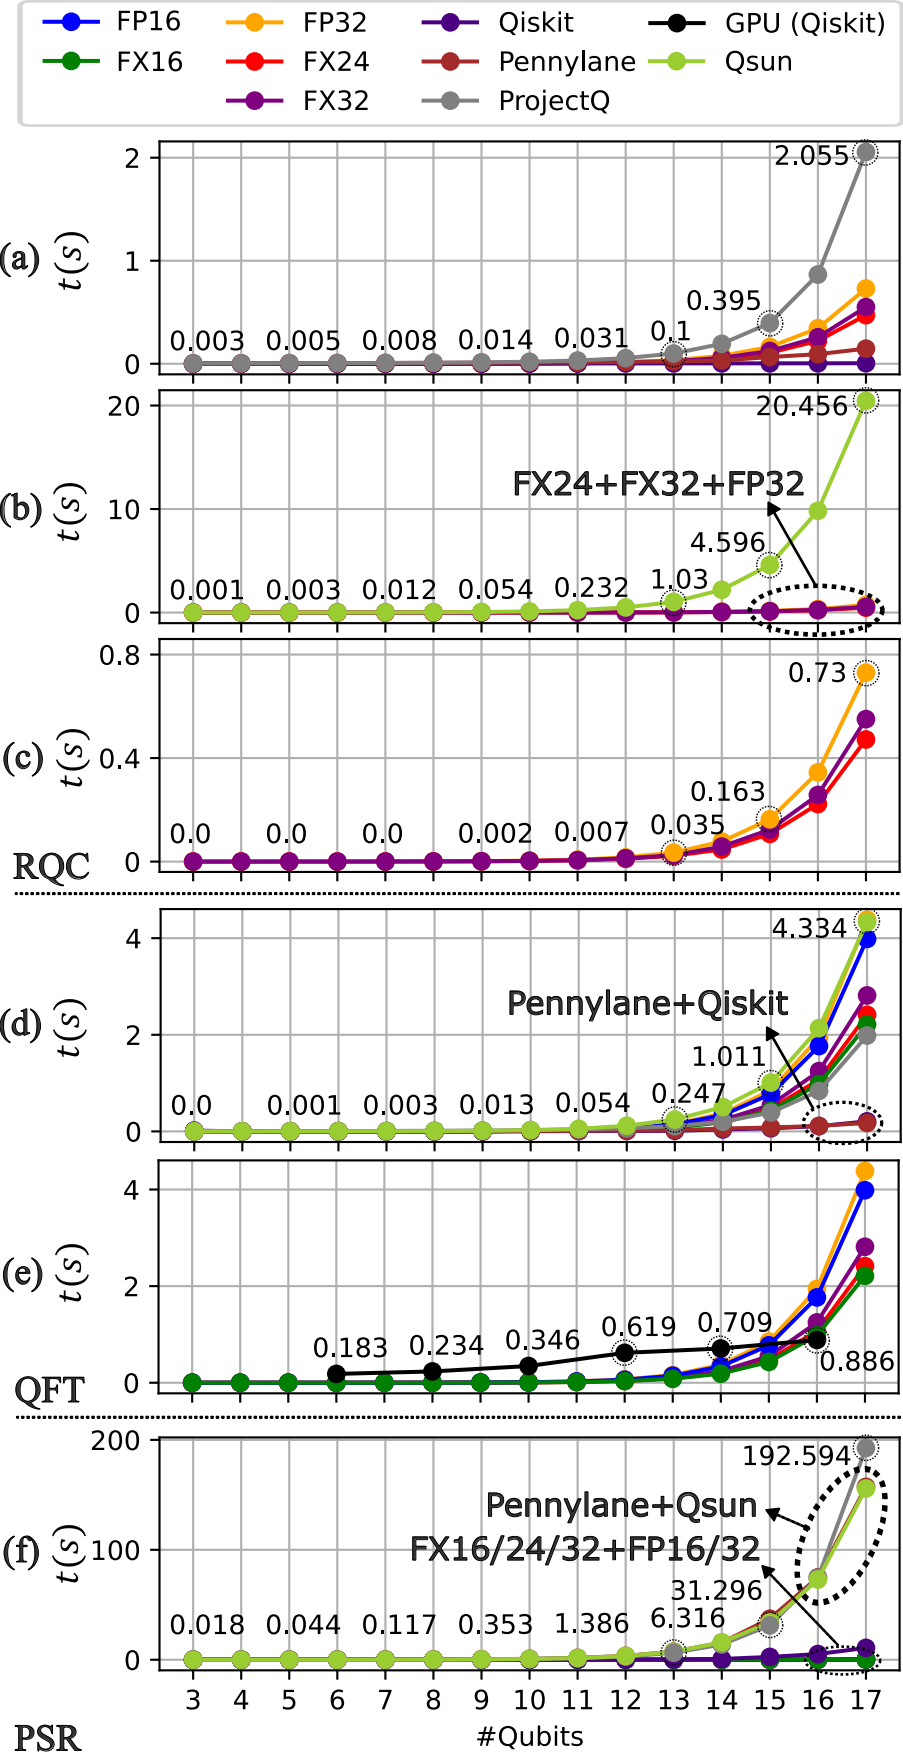 FP16 FP32 Qiskit GPU (Qiskit)
FX16 FX24 Pennylane Qsun
FX32 ProjectQ
(a) t(s)
2
1
0
0.003 0.005 0.008 0.014 0.031 0.1 0.395 2.055
(b) t(s)
20
10
0
FX24+FX32+FP32
0.001 0.003 0.012 0.054 0.232 1.03 4.596 20.456
(c) t(s)
0.8
0.4
0
0.0 0.0 0.0 0.002 0.007 0.035 0.163 0.73
RQC
(d) t(s)
4
2
0
Pennylane+Qiskit
0.0 0.001 0.003 0.013 0.054 0.247 1.011 4.334
(e) t(s)
4
2
0
0.183 0.234 0.346 0.619 0.709 0.886
QFT
(f) t(s)
200
100
0
Pennylane+Qsun
FX16/24/32+FP16/32
0.018 0.044 0.117 0.353 1.386 6.316 31.296 192.594
3 4 5 6 7 8 9 10 11 12 13 14 15 16 17
#Qubits
PSR